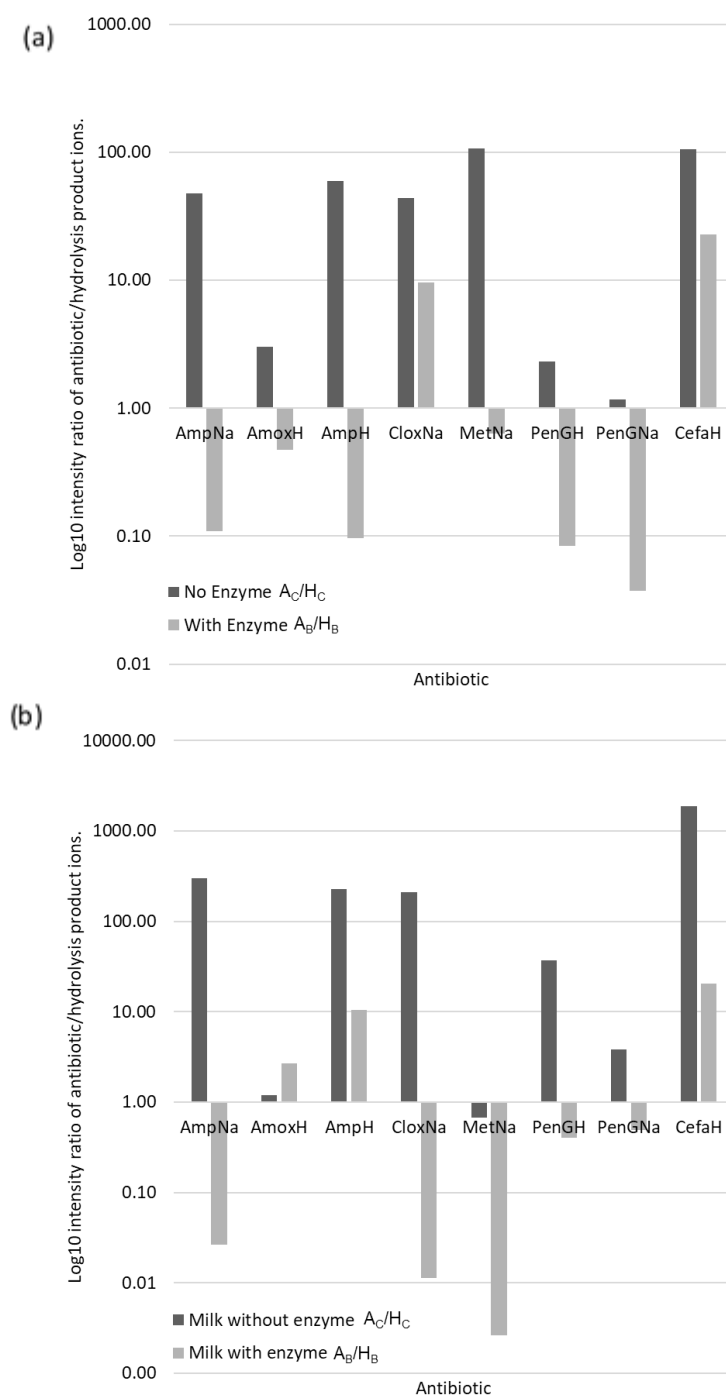 (a)
1000.00
100.00
10.00
1.00
0.10
0.01
Log10 intensity ratio of antibiotic/hydrolysis product ions.
AmpNa AmoxH AmpH CloxNa MetNa PenGH PenGNa CefaH
No Enzyme A_C/H_C
With Enzyme A_B/H_B
Antibiotic
(b)
10000.00
1000.00
100.00
10.00
1.00
0.10
0.01
0.00
Log10 intensity ratio of antibiotic/hydrolysis product ions.
AmpNa AmoxH AmpH CloxNa MetNa PenGH PenGNa CefaH
Milk without enzyme A_C/H_C
Milk with enzyme A_B/H_B
Antibiotic